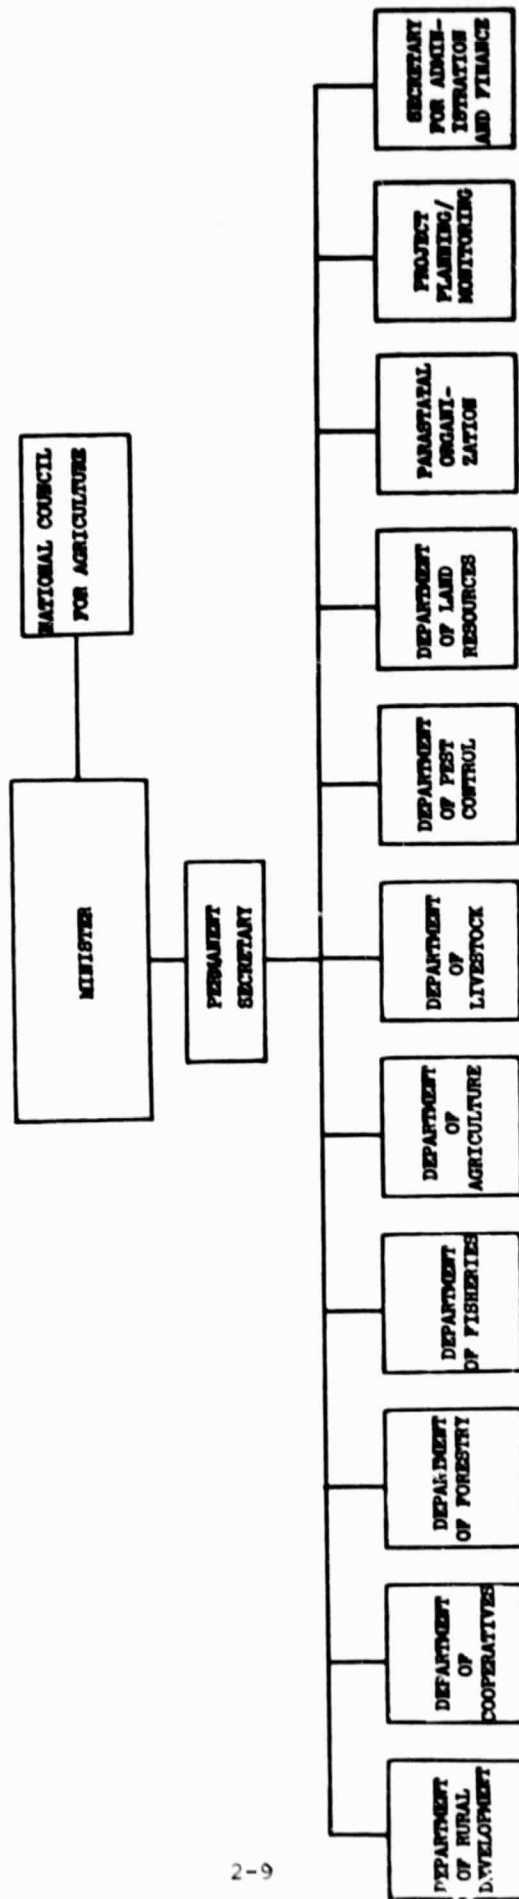 MINISTER
NATIONAL COUNCIL
FOR AGRICULTURE
PERMANENT
SECRETARY
DEPARTMENT
OF RURAL
DEVELOPMENT
DEPARTMENT
OF
COOPERATIVES
DEPARTMENT
OF FORESTRY
DEPARTMENT
OF FISHERIES
DEPARTMENT
OF
AGRICULTURE
DEPARTMENT
OF
LIVESTOCK
DEPARTMENT
OF PEST
CONTROL
DEPARTMENT
OF LAND
RESOURCES
PARASTATAL
ORGANI-
ZATION
PROJECT
PLANNING/
MONITORING
SECRETARY
FOR ADMIN-
ISTRATION
AND FINANCE
2-9